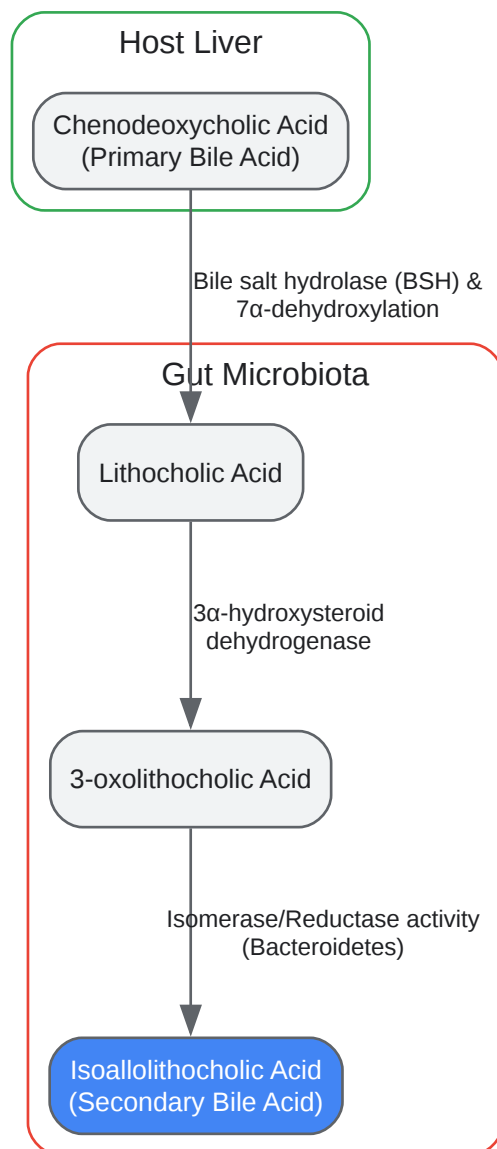 Host Liver
Chenodeoxycholic Acid
(Primary Bile Acid)
Bile salt hydrolase (BSH) &
7α-dehydroxylation
Gut Microbiota
Lithocholic Acid
3α-hydroxysteroid
dehydrogenase
3-oxolithocholic Acid
Isomerase/Reductase activity
(Bacteroidetes)
Isoallolithocholic Acid
(Secondary Bile Acid)